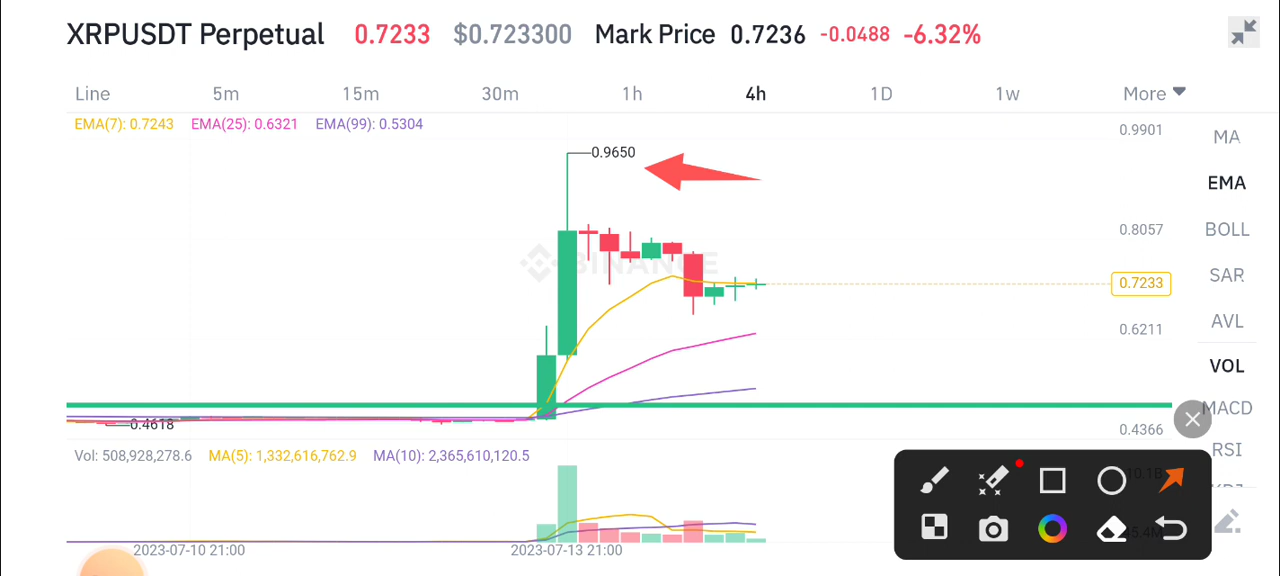 XRPUSDT Perpetual 0.7233 $0.723300 Mark Price 0.7236 -0.0488 -6.32%
Line 5m 15m 30m 1h 4h 1D 1w More
EMA(7): 0.7243 EMA(25): 0.6321 EMA(99): 0.5304
0.9901
MA
0.9650
EMA
0.8057
BOLL
BINANCE
SAR
0.7233
AVL
0.6211
VOL
MACD
0.4618
0.4366
RSI
Vol: 508,928,278.6 MA(5): 1,332,616,762.9 MA(10): 2,365,610,120.5
10.1B
2023-07-10 21:00 2023-07-13 21:00